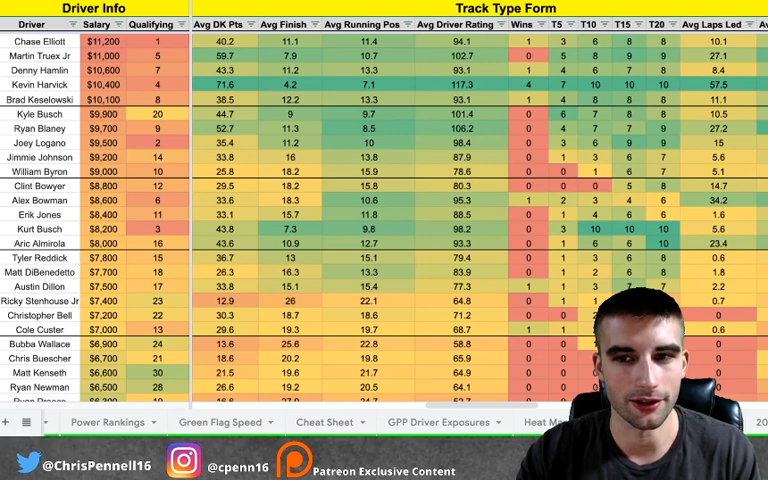 Driver Info Track Type Form
Driver Salary Qualifying Avg DK Pts Avg Finish Avg Running Pos Avg Driver Rating Wins T5 T10 T15 T20 Avg Laps Led
Chase Elliott $11,200 1 40.2 11.1 11.4 94.1 1 3 6 8 8 10.1
Martin Truex Jr $11,000 5 59.7 7.9 10.7 102.7 0 5 8 9 9 27.1
Denny Hamlin $10,600 7 43.3 11.2 13.3 93.1 1 4 6 8 8 8.4
Kevin Harvick $10,400 4 71.6 4.2 7.1 117.3 4 7 10 10 10 57.5
Brad Keselowski $10,100 8 38.5 12.2 13.3 93.1 1 4 8 8 8 11.1
Kyle Busch $9,900 20 44.7 9 9.7 101.4 0 6 7 8 8 10.5
Ryan Blaney $9,700 9 52.7 11.3 8.5 106.2 0 4 7 7 7 27.2
Joey Logano $9,500 2 35.4 11.2 10 98.4 0 3 6 9 9 15
Jimmie Johnson $9,200 14 33.8 16 13.8 87.9 0 1 3 6 7 5.6
William Byron $9,000 10 25.8 18.2 15.9 78.6 0 0 1 6 7 5.1
Clint Bowyer $8,800 12 29.5 18.2 15.8 80.3 0 0 0 5 8 14.7
Alex Bowman $8,600 6 33.6 18.3 10.6 95.3 1 2 3 4 6 34.2
Erik Jones $8,400 11 33.1 15.7 11.8 88.5 0 1 4 6 6 1.6
Kurt Busch $8,200 3 43.8 7.3 9.8 98.2 0 1 10 10 10 5.6
Aric Almirola $8,000 16 43.6 10.9 12.7 93.3 0 1 6 6 10 23.4
Tyler Reddick $7,800 15 36.7 13 15.1 79.4 0 1 3 6 8 0.6
Matt DiBenedetto $7,700 18 26.3 16.3 13.3 83.9 0 1 2 6 8 1.8
Austin Dillon $7,500 17 33.8 15.1 15.4 77.3 1 1 3 7 7 2.2
Ricky Stenhouse Jr $7,400 23 12.9 26 22.1 64.8 0 1 1 0.7
Christopher Bell $7,200 22 30.3 18.7 18.6 71.2 0 0 2 0
Cole Custer $7,000 13 29.6 19.3 19.7 68.7 1 1 1 0.6
Bubba Wallace $6,900 24 13.6 25.6 22.8 58.8 0 0 0
Chris Buescher $6,700 21 18.6 20.2 19.8 65.9 0 0 0
Matt Kenseth $6,600 30 21.5 19.6 21.7 64.9 0 0 0
Ryan Newman $6,500 28 26.6 19.2 20.5 64.1 0 0 0
+ Power Rankings Green Flag Speed Cheat Sheet GPP Driver Exposures Heat 20
@ChrisPennell16 @cpenn16 Patreon Exclusive Content